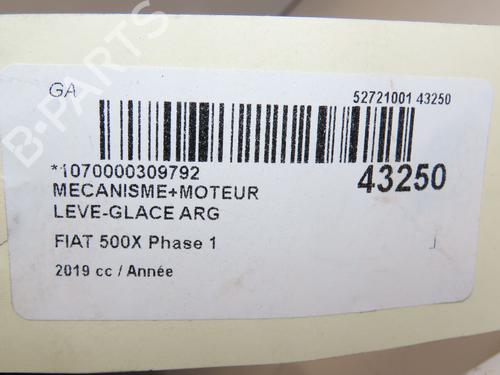 GA
52721001 43250
*1070000309792
43250
MECANISME+MOTEUR
LEVE-GLACE ARG
FIAT 500X Phase 1
2019 cc / Année
B-PARTS